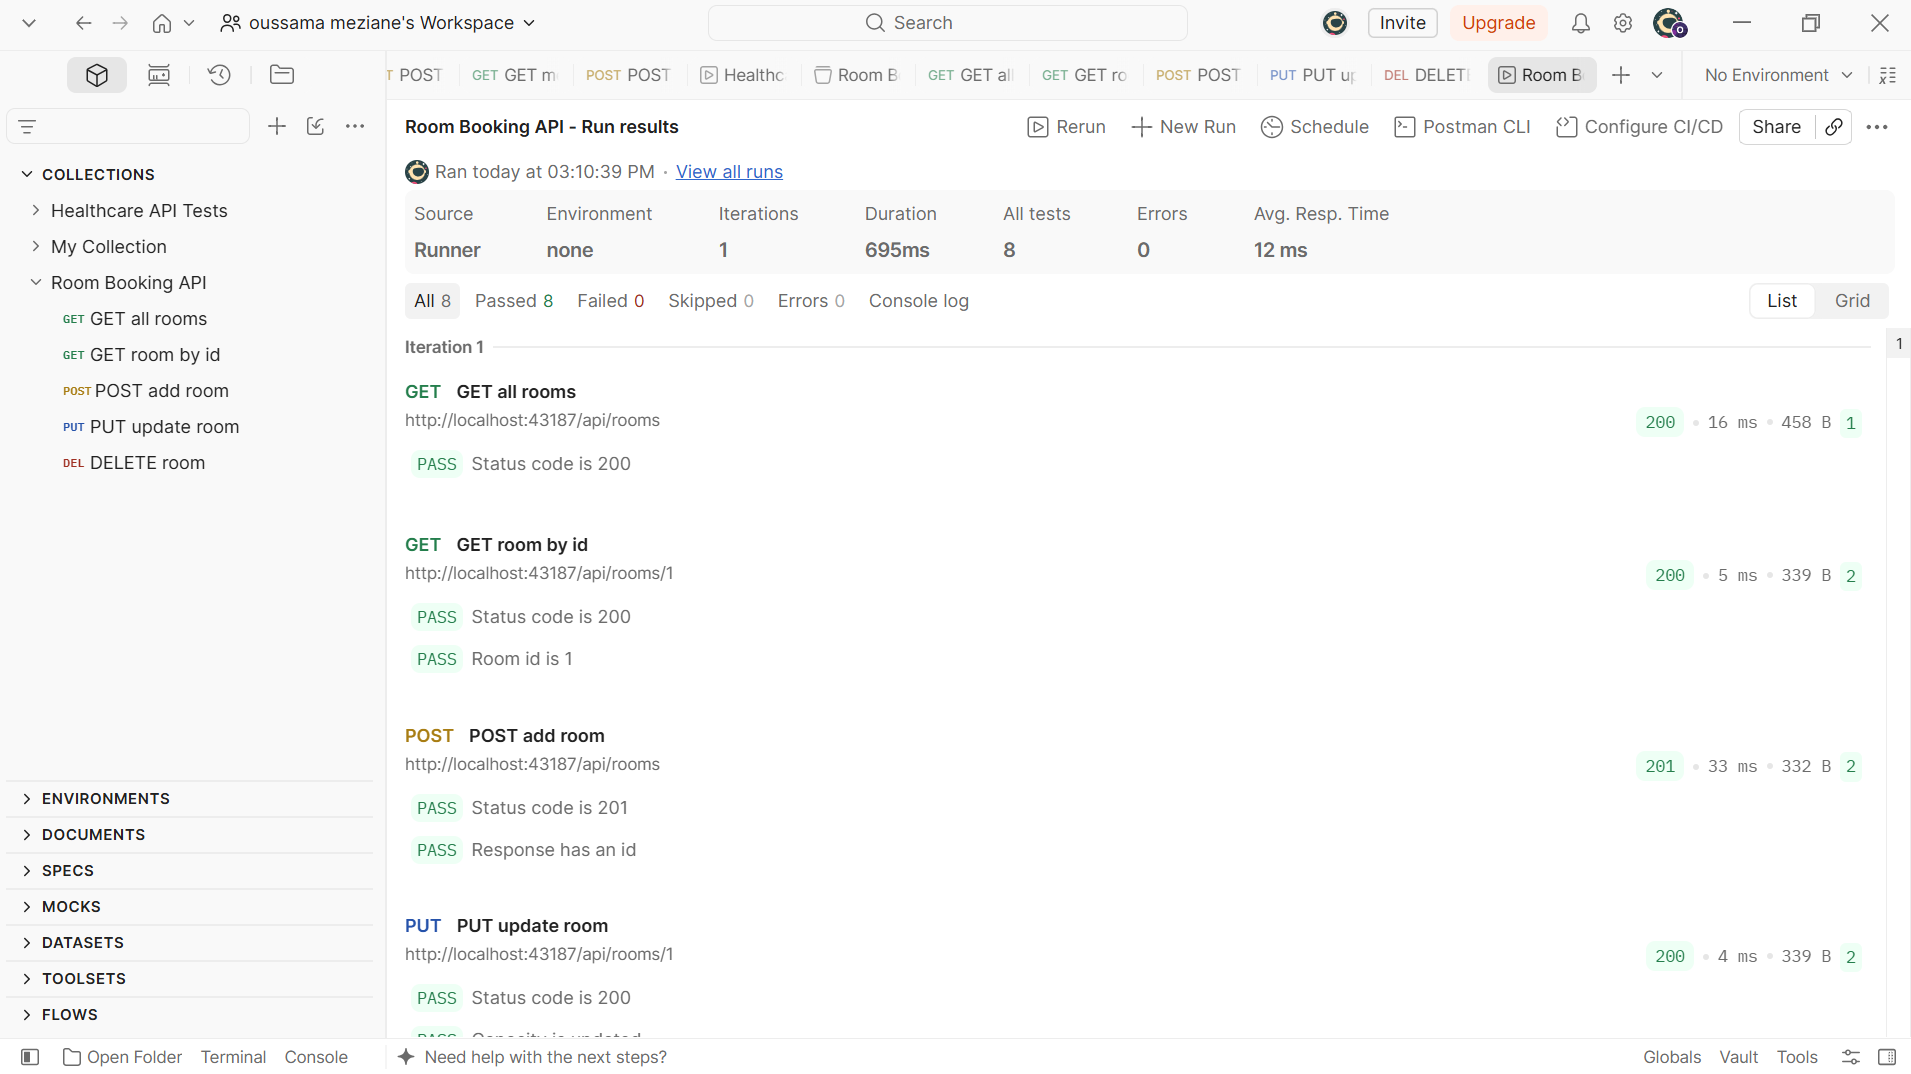 oussama meziane's Workspace
Search
Invite
Upgrade
POST
GET GET m
POST POST
Healthc
Room B
GET GET al
GET GET ro
POST POST
PUT PUT up
DEL DELET
Room B
No Environment
Room Booking API - Run results
Rerun
New Run
Schedule
Postman CLI
Configure CI/CD
Share
COLLECTIONS
Healthcare API Tests
My Collection
Room Booking API
GET GET all rooms
GET GET room by id
POST POST add room
PUT PUT update room
DEL DELETE room
ENVIRONMENTS
DOCUMENTS
SPECS
MOCKS
DATASETS
TOOLSETS
FLOWS
Ran today at 03:10:39 PM · View all runs
Source Environment Iterations Duration All tests Errors Avg. Resp. Time
Runner none 1 695ms 8 0 12 ms
All 8 Passed 8 Failed 0 Skipped 0 Errors 0 Console log
List Grid
Iteration 1
1
GET GET all rooms
http://localhost:43187/api/rooms
200 • 16 ms • 458 B 1
PASS Status code is 200
GET GET room by id
http://localhost:43187/api/rooms/1
200 • 5 ms • 339 B 2
PASS Status code is 200
PASS Room id is 1
POST POST add room
http://localhost:43187/api/rooms
201 • 33 ms • 332 B 2
PASS Status code is 201
PASS Response has an id
PUT PUT update room
http://localhost:43187/api/rooms/1
200 • 4 ms • 339 B 2
PASS Status code is 200
PASS Capacity is updated
Open Folder Terminal Console
Need help with the next steps?
Globals Vault Tools